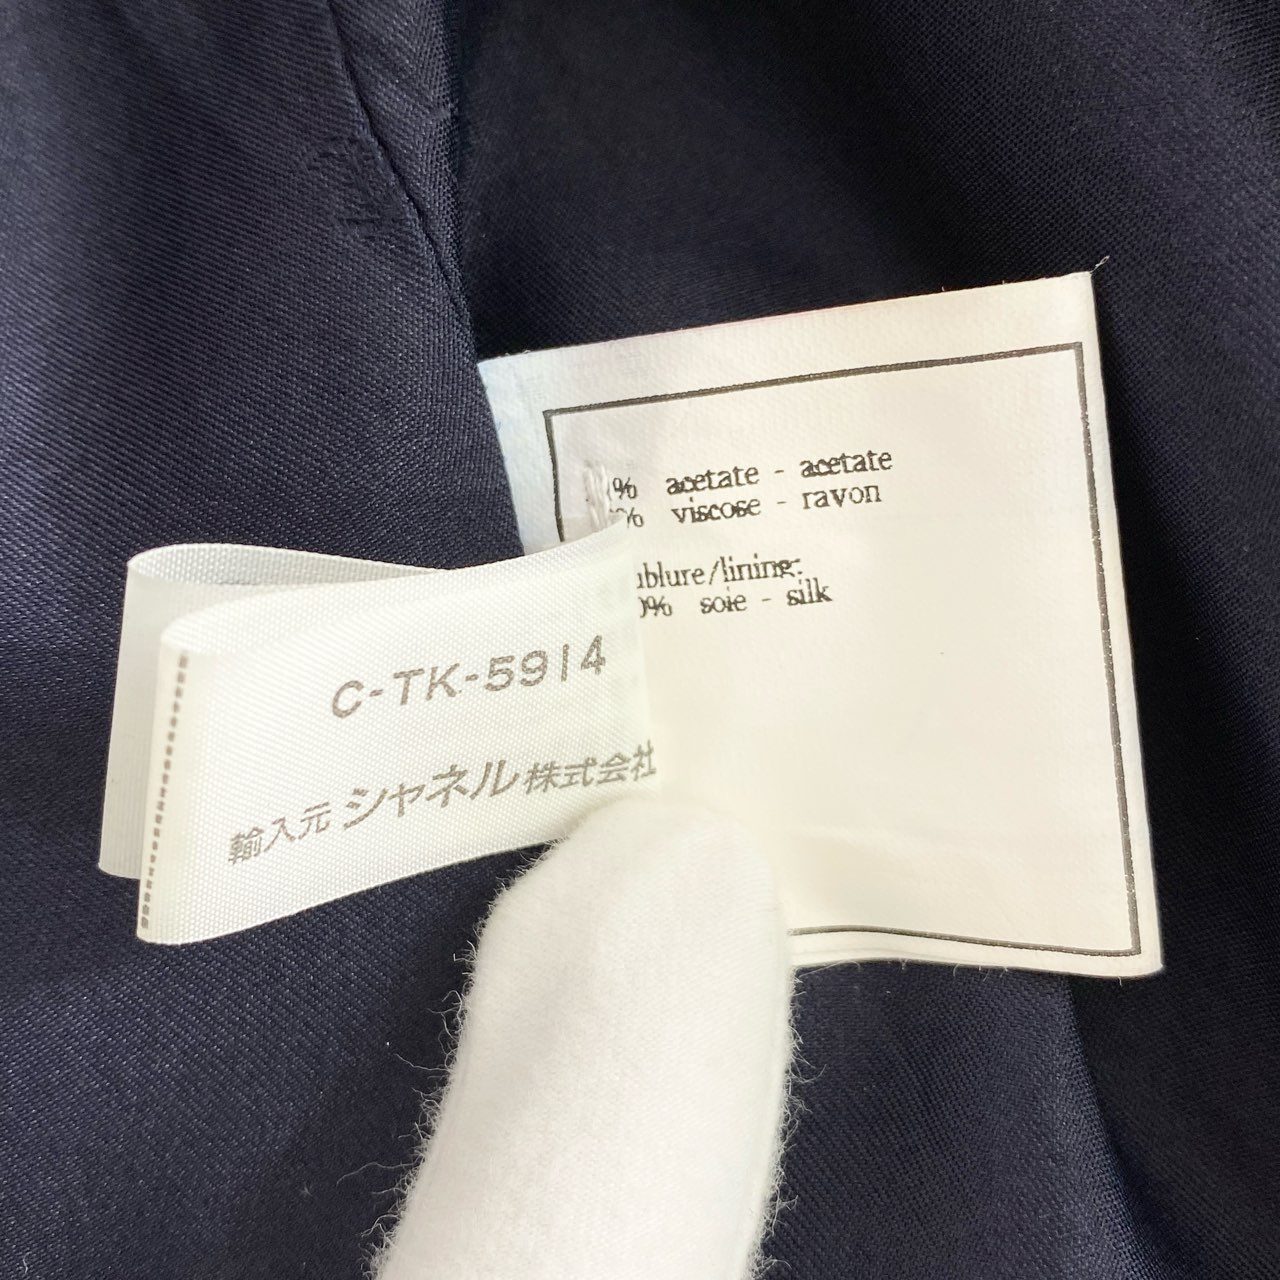 % acetate - acetate
% viscose - rayon
ublure/lining:
0% soie - silk
C-TK-5914
輸入元 シャネル株式会社